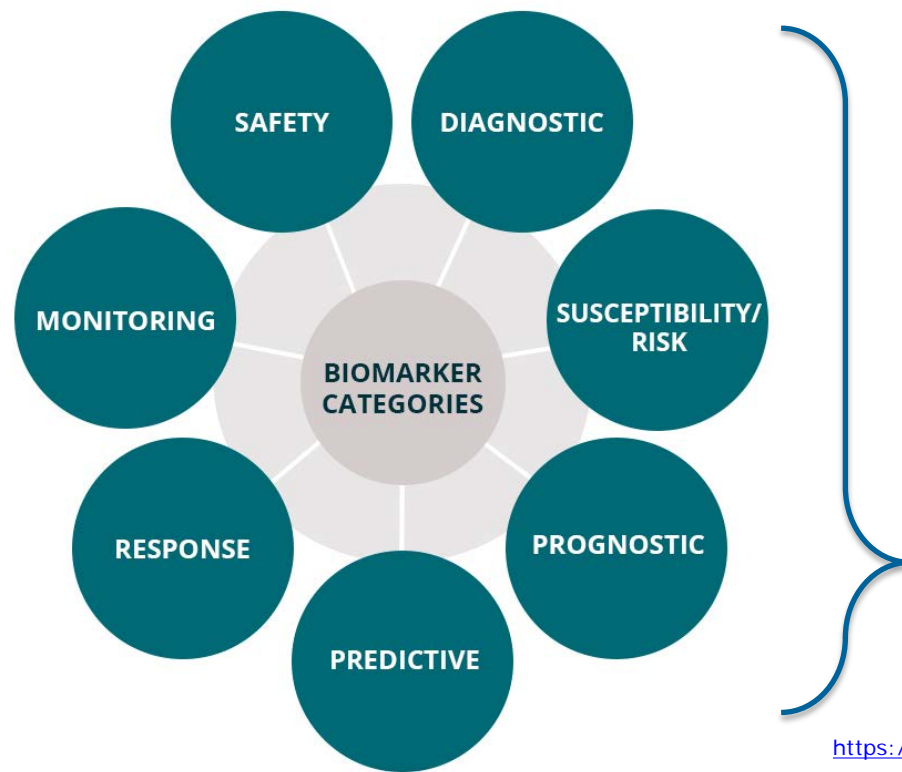 SAFETY
DIAGNOSTIC
MONITORING
SUSCEPTIBILITY/
RISK
BIOMARKER
CATEGORIES
RESPONSE
PROGNOSTIC
PREDICTIVE
https:/